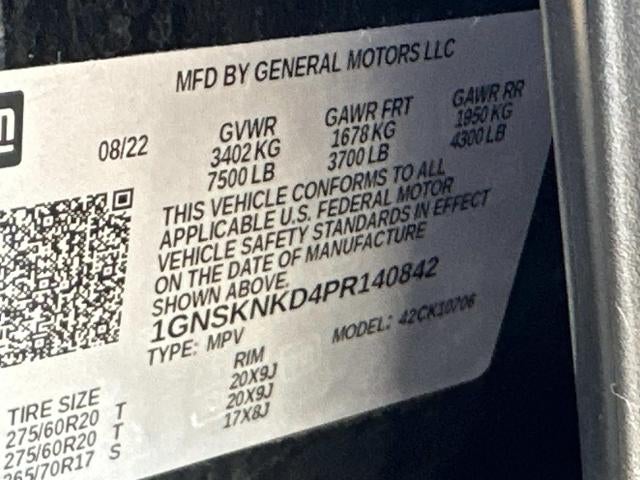 MFD BY GENERAL MOTORS LLC
08/22 GVWR GAWR FRT GAWR RR
3402 KG 1678 KG 1950 KG
7500 LB 3700 LB 4300 LB
THIS VEHICLE CONFORMS TO ALL
APPLICABLE U.S. FEDERAL MOTOR
VEHICLE SAFETY STANDARDS IN EFFECT
ON THE DATE OF MANUFACTURE
SHOWN ABOVE.
1GNSKNKD4PR140842
TYPE: MPV MODEL: 42CK10706
TIRE SIZE RIM
275/60R20 T 20X9J
275/60R20 T 20X9J
265/70R17 S 17X8J